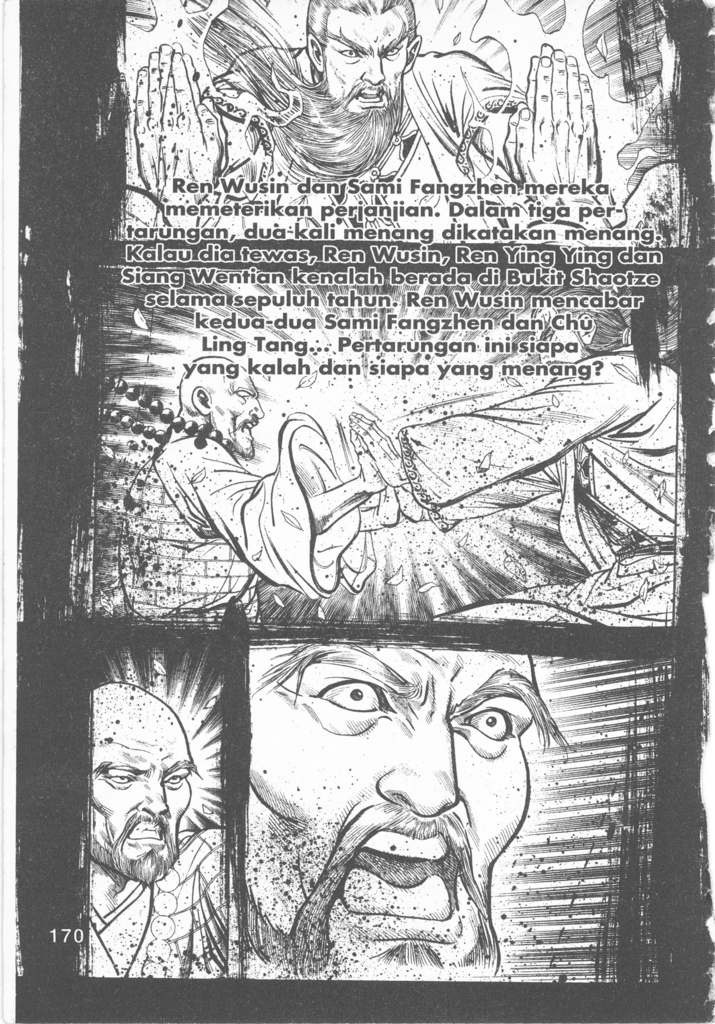 Ren Wusin dan Sami Fangzhen mereka
memeterikan perjanjian. Dalam tiga per-
tarungan, dua kali menang dikatakan menang.
Kalau dia tewas, Ren Wusin, Ren Ying Ying dan
Siang Wentian kenalah berada di Bukit Shaotze
selama sepuluh tahun. Ren Wusin mencabar
kedua-dua Sami Fangzhen dan Chu
Ling Tang... Pertarungan ini siapa
yang kalah dan siapa yang menang?
170